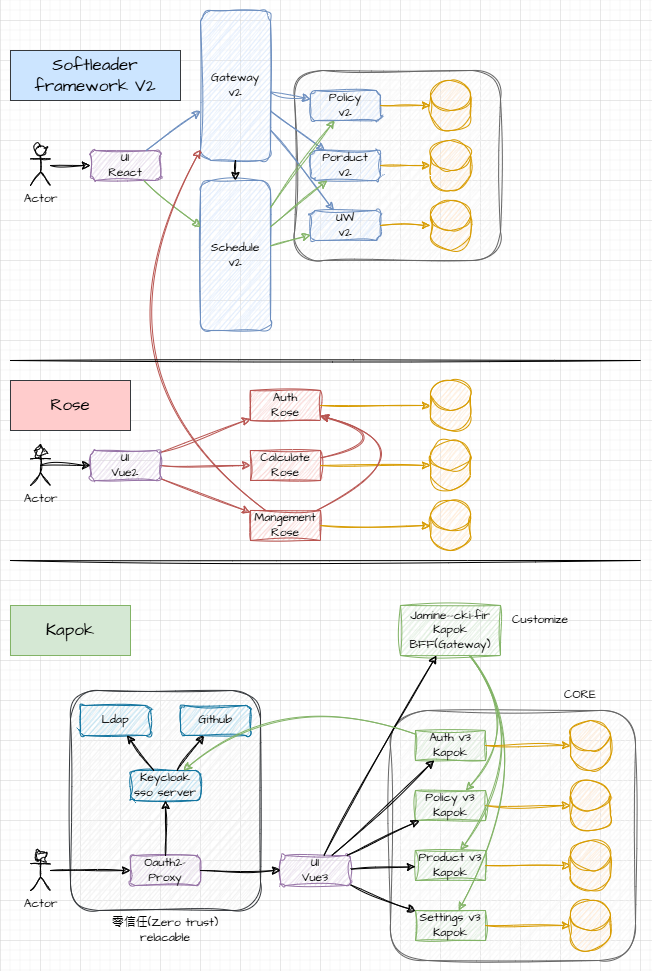 Softleader
framework V2
Gateway
v2
Policy
v2
UI
React
Porduct
v2
Actor
UW
v2
Schedule
v2
Rose
Auth
Rose
UI
Vue2
Calculate
Rose
Actor
Mangement
Rose
Kapok
Jamine-cki-fir
Kapok
BFF(Gateway)
Customize
CORE
Ldap
Github
Auth v3
Kapok
Keycloak
sso server
Policy v3
Kapok
Oauth2-
Proxy
UI
Vue3
Product v3
Kapok
Actor
Settings v3
Kapok
零信任(Zero trust)
relacable